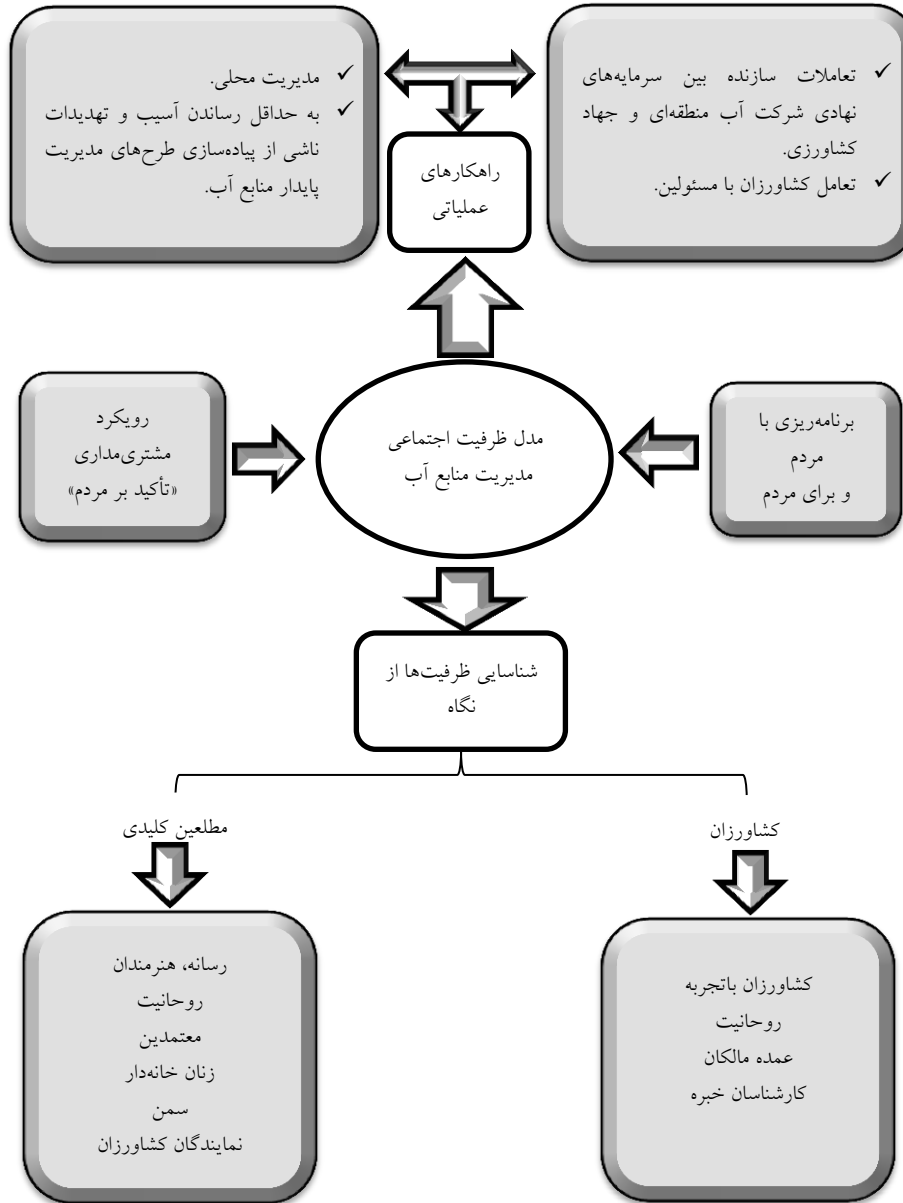 ✓ تعاملات سازنده بین سرمایه‌های
نهادی شرکت آب منطقه‌ای و جهاد
کشاورزی.
✓ تعامل کشاورزان با مسئولین.
✓ مدیریت محلی.
✓ به حداقل رساندن آسیب و تهدیدات
ناشی از پیاده‌سازی طرح‌های مدیریت
پایدار منابع آب.
راهکارهای
عملیاتی
برنامه‌ریزی با
مردم
و برای مردم
مدل ظرفیت اجتماعی
مدیریت منابع آب
رویکرد
مشتری‌مداری
«تأکید بر مردم»
شناسایی ظرفیت‌ها از
نگاه
کشاورزان
مطلعین کلیدی
کشاورزان باتجربه
روحانیت
عمده مالکان
کارشناسان خبره
رسانه، هنرمندان
روحانیت
معتمدین
زنان خانه‌دار
سمن
نمایندگان کشاورزان